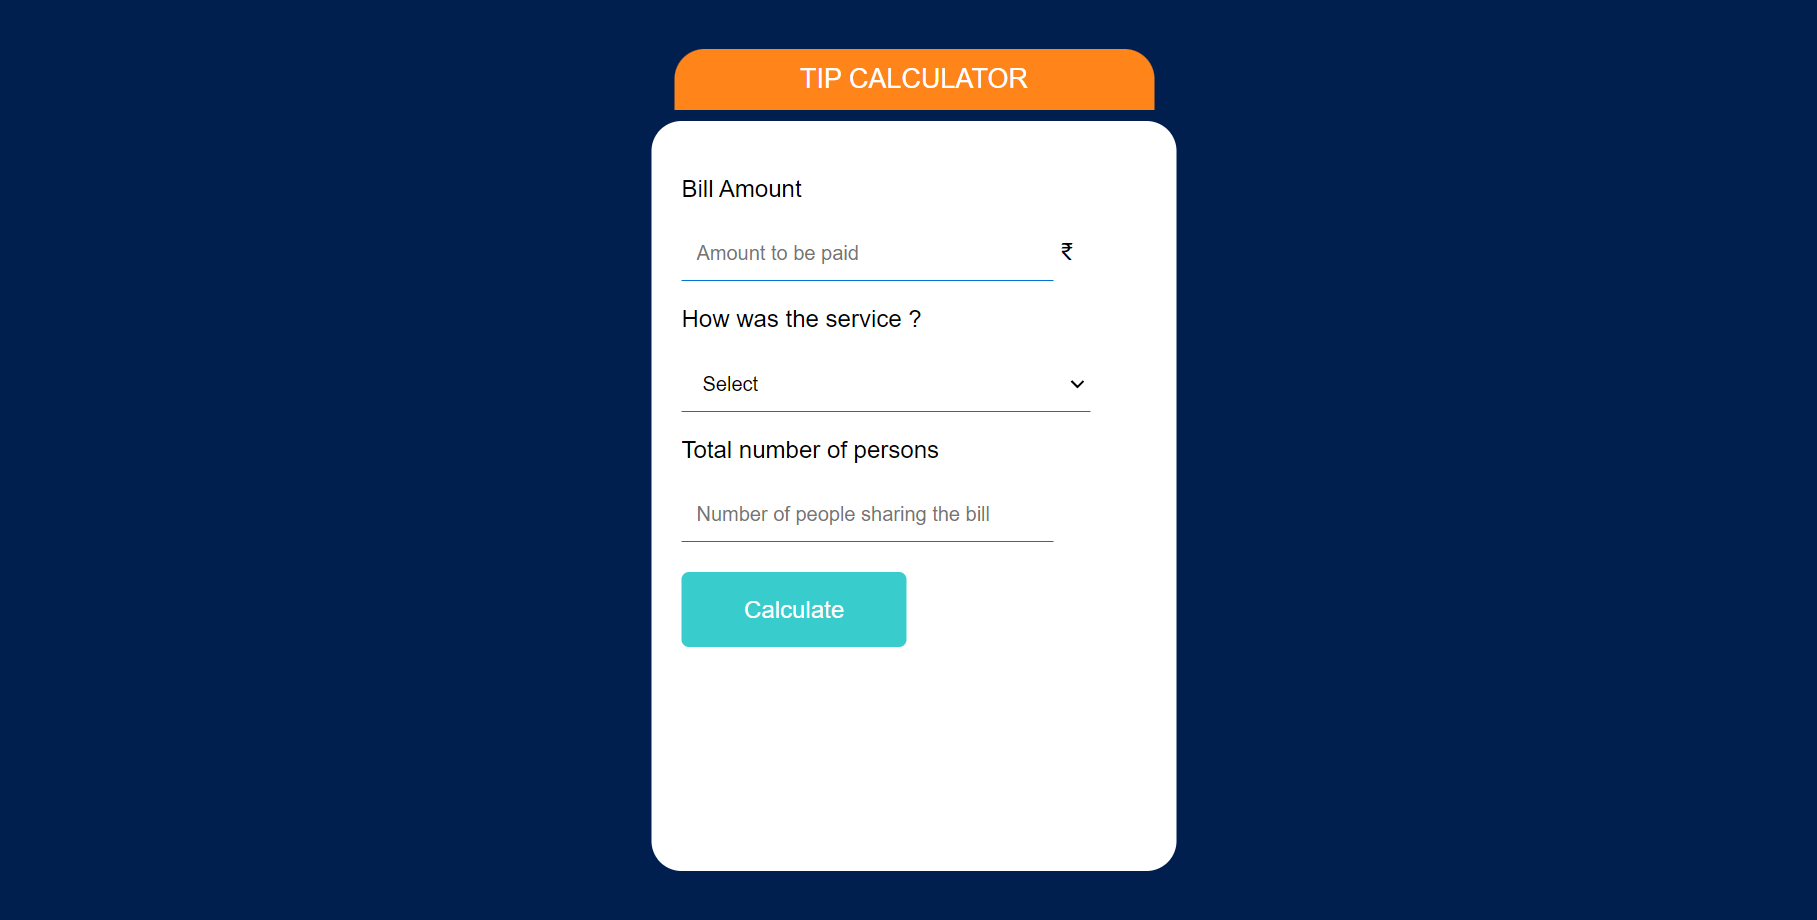 TIP CALCULATOR
Bill Amount
Amount to be paid ₹
How was the service ?
Select
Total number of persons
Number of people sharing the bill
Calculate